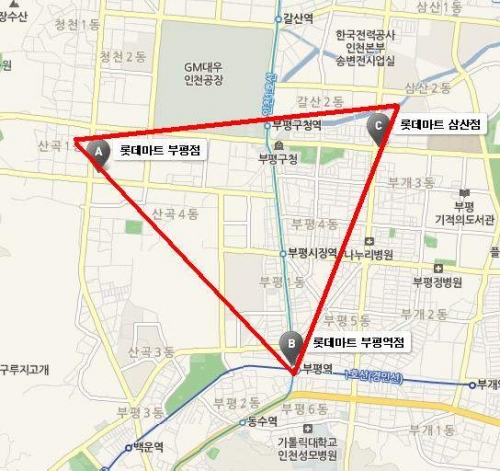 장수산
청천1동
갈산역
한국전력공사
인천본부
송변전사업실
삼산1동
청천2동
GM대우
인천공장
인천1호선
삼산2동
갈산2동
C
롯데마트 삼산점
부평구청역
산곡1동
A
롯데마트 부평점
부평구청
부개3동
부평
기적의도서관
산곡4동
부평4동
부평시장역
나누리병원
부평1동
부평정병원
부평5동
부개2동
B
롯데마트 부평역점
산곡3동
구루지고개
부평역
1호선(경인선)
부개역
부평3동
부평2동
부평6동
동수역
백운역
가톨릭대학교
인천성모병원